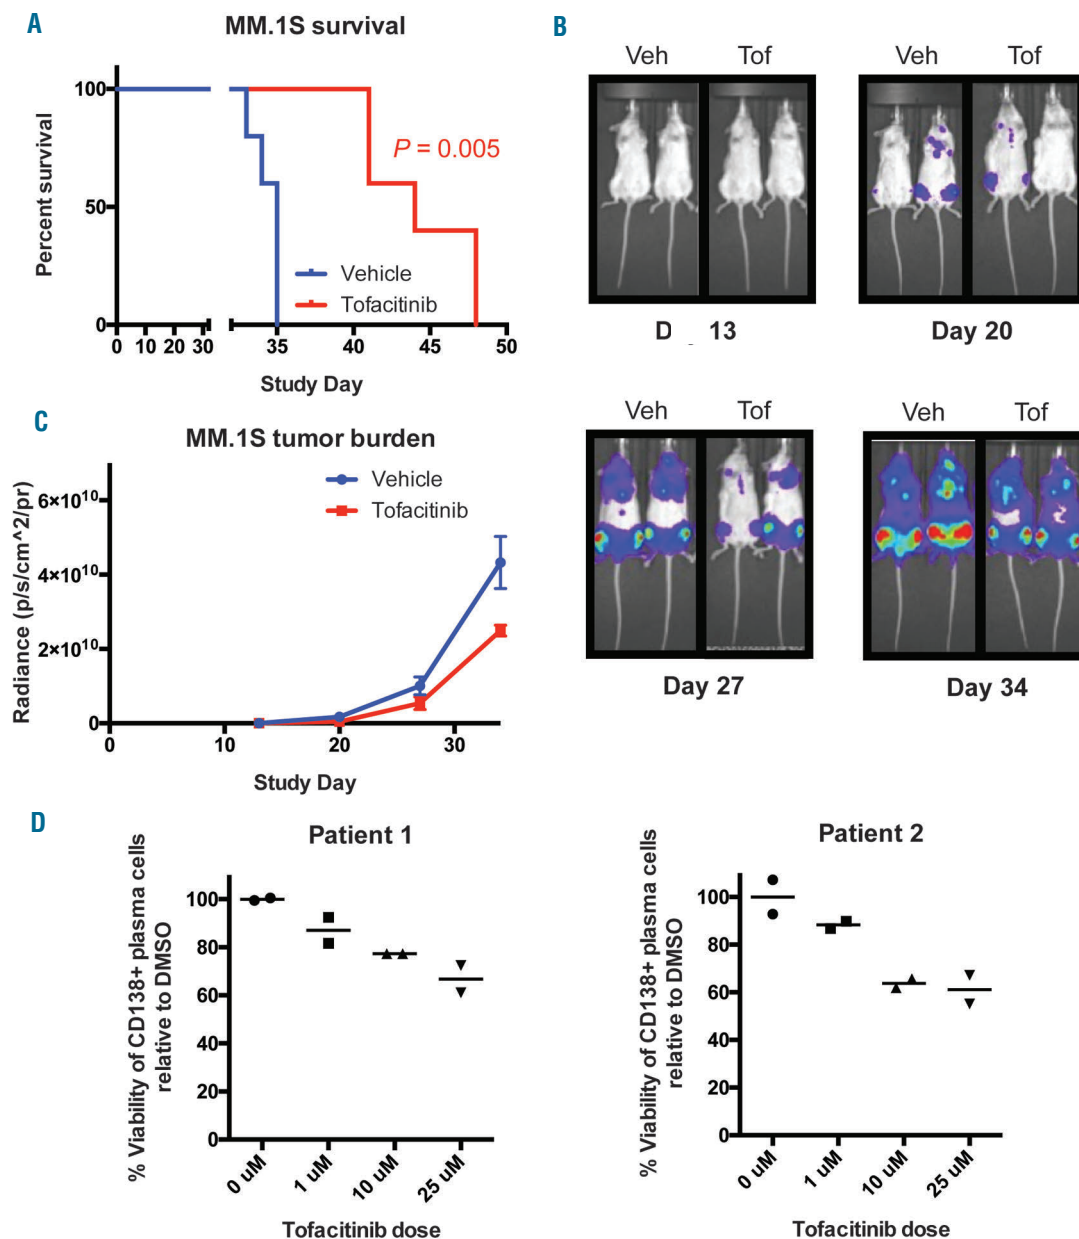 A
MM.1S survival
Percent survival
100
50
0
P = 0.005
Vehicle
Tofacitinib
0 10 20 30 35 40 45 50
Study Day
B
Veh Tof
Veh Tof
13
Day 20
Veh Tof
Veh Tof
Day 27
Day 34
C
MM.1S tumor burden
Radiance (p/s/cm^2/pr)
6×10¹⁰
4×10¹⁰
2×10¹⁰
0
Vehicle
Tofacitinib
0 10 20 30
Study Day
D
Patient 1
% Viability of CD138+ plasma cells
relative to DMSO
100
80
60
40
20
0
0 uM 1 uM 10 uM 25 uM
Tofacitinib dose
Patient 2
% Viability of CD138+ plasma cells
relative to DMSO
100
80
60
40
20
0
0 uM 1 uM 10 uM 25 uM
Tofacitinib dose